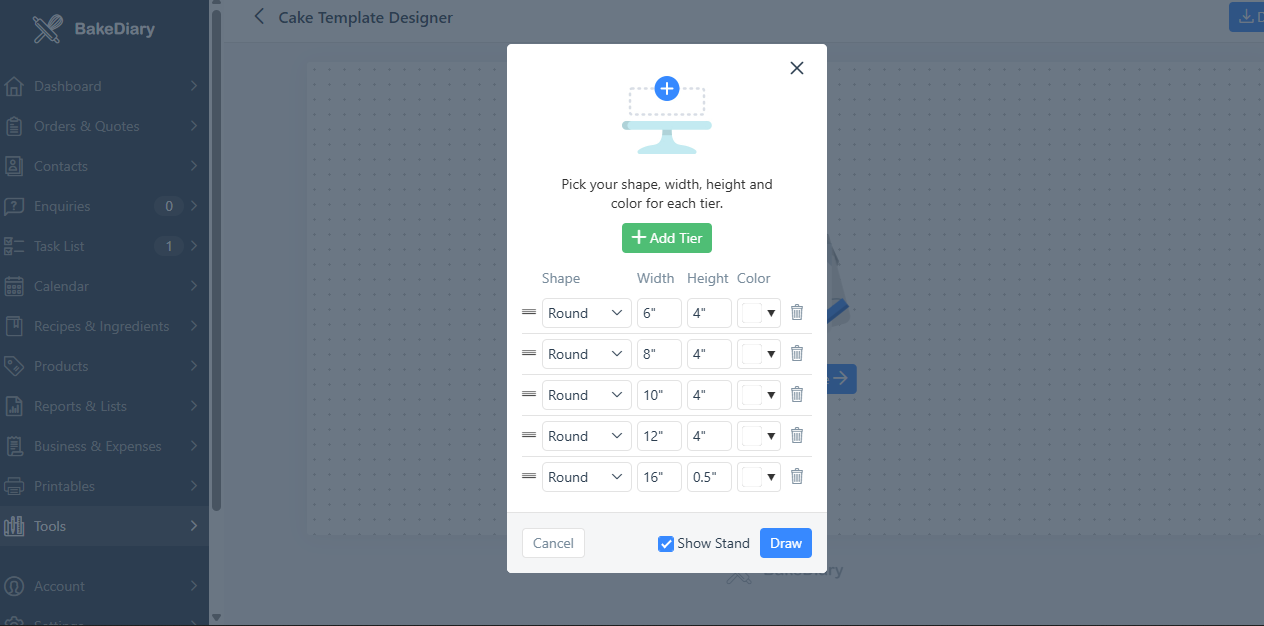 BakeDiary
Cake Template Designer
D
Dashboard
Orders & Quotes
Contacts
Enquiries 0
Task List 1
Calendar
Recipes & Ingredients
Products
Reports & Lists
Business & Expenses
Printables
Tools
Account
Settings
Pick your shape, width, height and
color for each tier.
Add Tier
Shape Width Height Color
Round 6" 4"
Round 8" 4"
Round 10" 4"
Round 12" 4"
Round 16" 0.5"
Cancel Show Stand Draw
BakeDiary